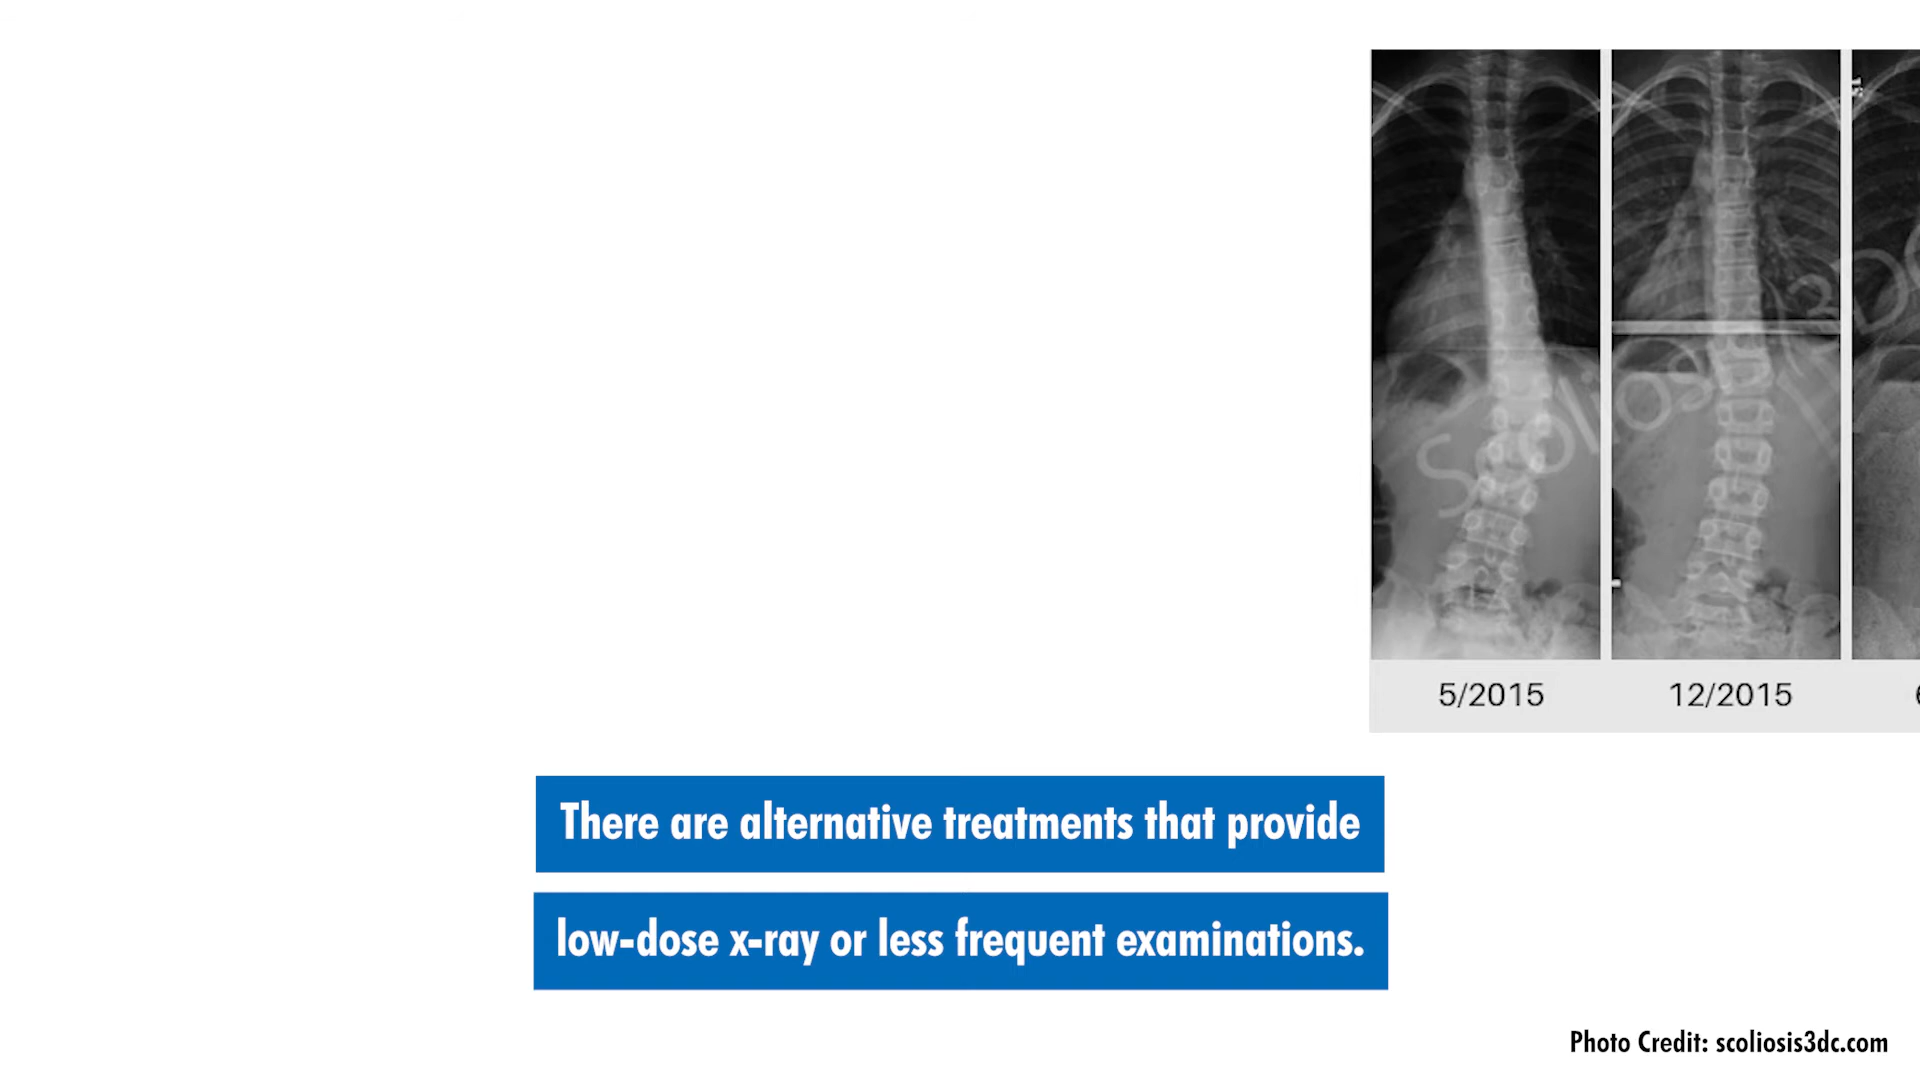 5/2015
12/2015
There are alternative treatments that provide
low-dose x-ray or less frequent examinations.
Photo Credit: scoliosis3dc.com